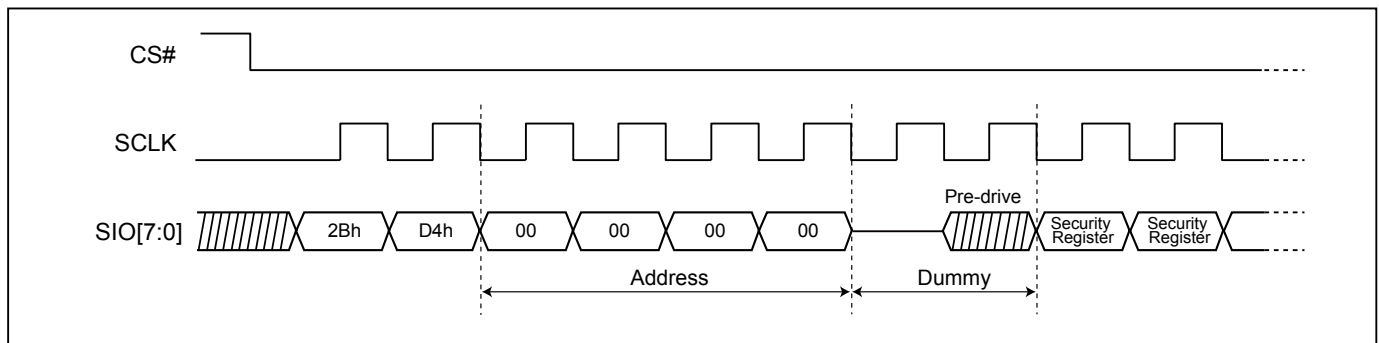 CS#
SCLK
Pre-drive
SIO[7:0] 2Bh D4h 00 00 00 00 Security Register Security Register
Address Dummy